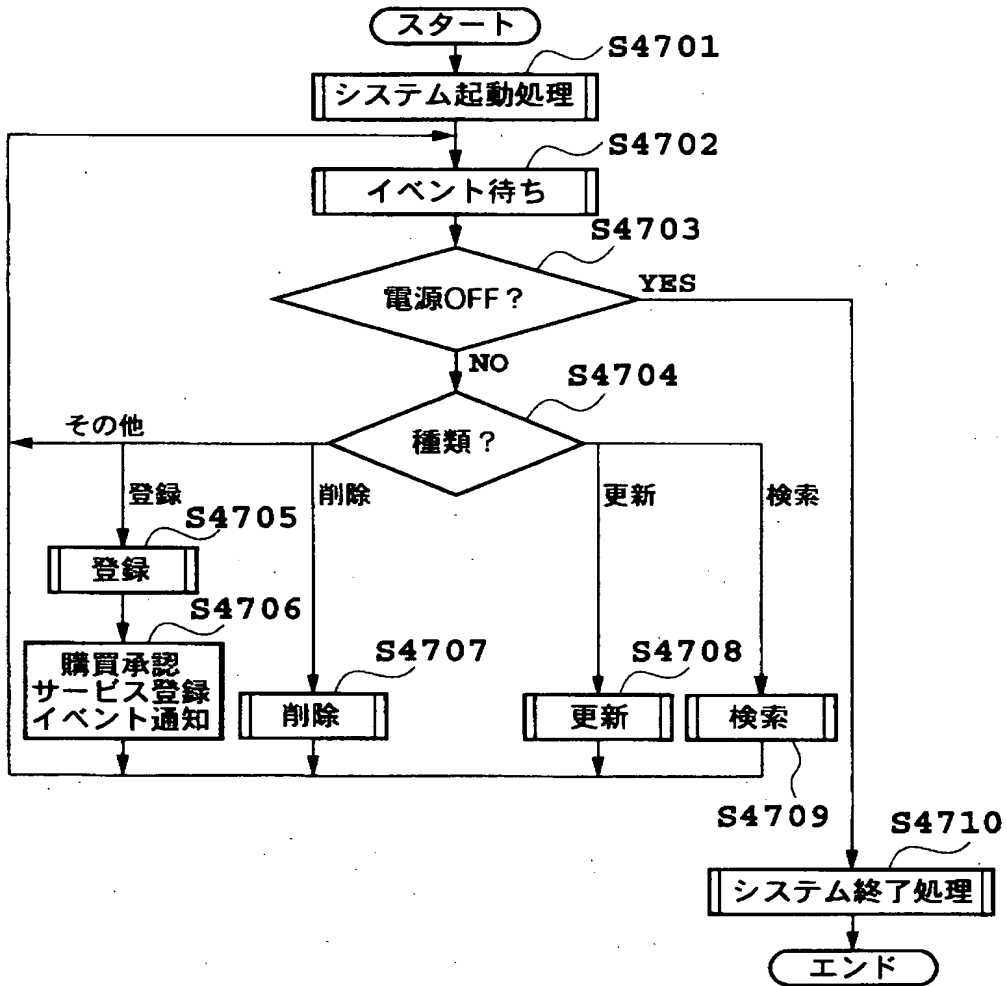 スタート
S4701
システム起動処理
S4702
イベント待ち
S4703
電源OFF?
YES
NO
S4704
種類?
その他
登録
削除
更新
検索
S4705
登録
S4706
購買承認
サービス登録
イベント通知
S4707
削除
S4708
更新
検索
S4709
S4710
システム終了処理
エンド